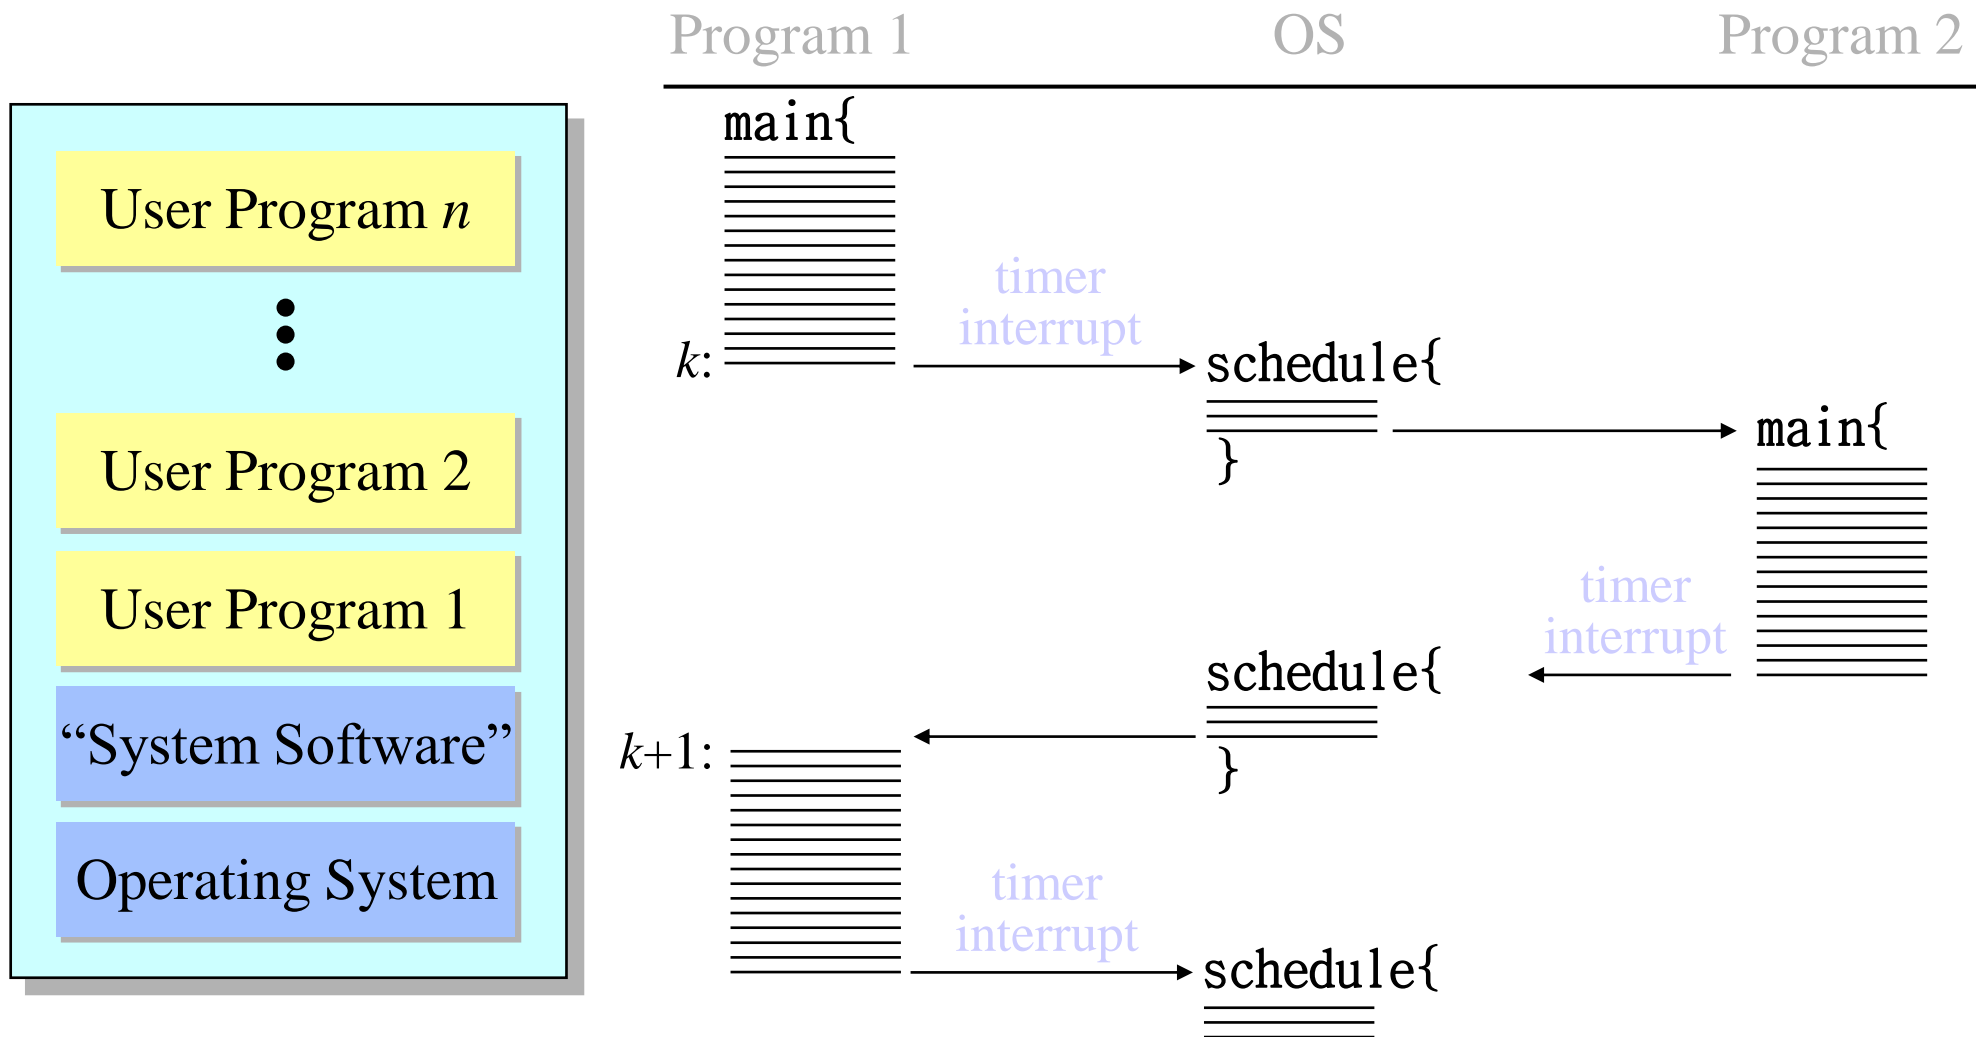 Program 1 OS Program 2
User Program n
User Program 2
User Program 1
“System Software”
Operating System
main{
timer
interrupt
k:
schedule{
}
main{
timer
interrupt
schedule{
}
k+1:
timer
interrupt
schedule{